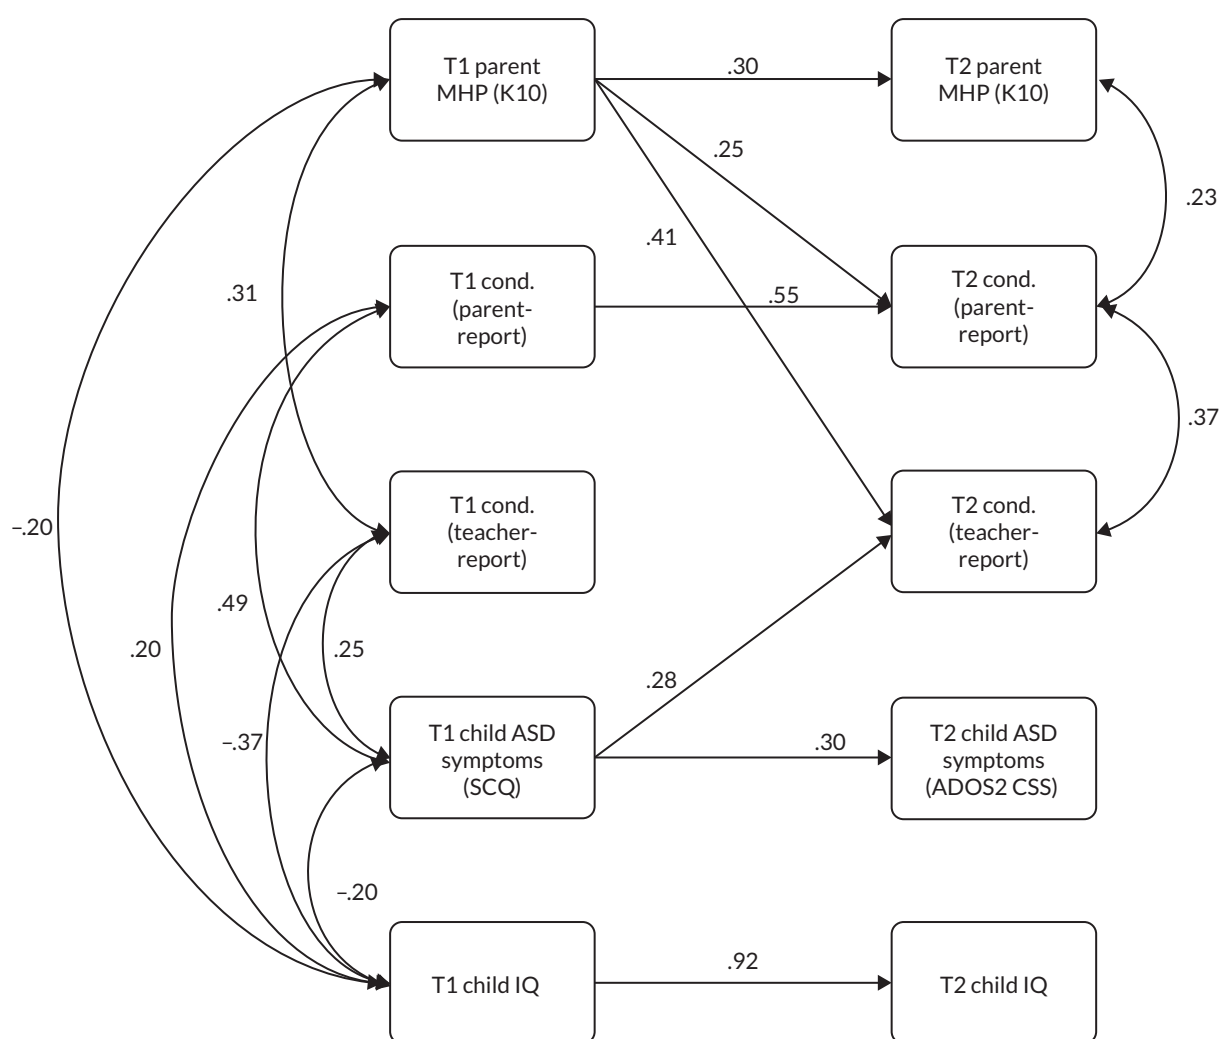 T1 parent
MHP (K10)
.30
T2 parent
MHP (K10)
.25
.23
.41
.31
T1 cond.
(parent-
report)
.55
T2 cond.
(parent-
report)
.37
T1 cond.
(teacher-
report)
T2 cond.
(teacher-
report)
–.20
.49
.20
.25
.28
–.37
T1 child ASD
symptoms
(SCQ)
.30
T2 child ASD
symptoms
(ADOS2 CSS)
–.20
T1 child IQ
.92
T2 child IQ